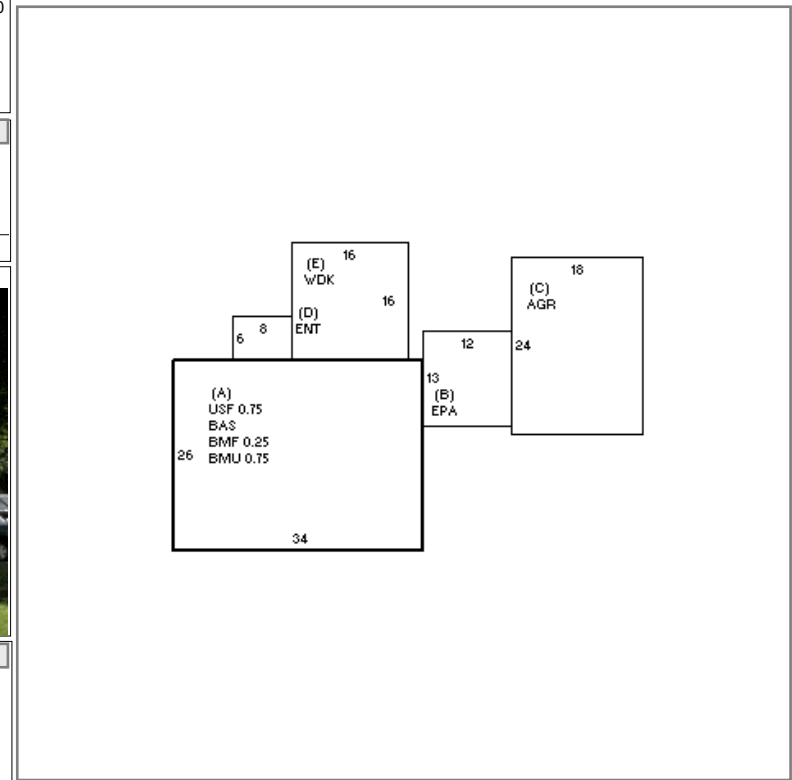 16
(E)
WDK
16
18
(C)
AGR
(D)
ENT
8
6
12
24
13
(B)
EPA
(A)
USF 0.75
BAS
BMF 0.25
BMU 0.75
26
34